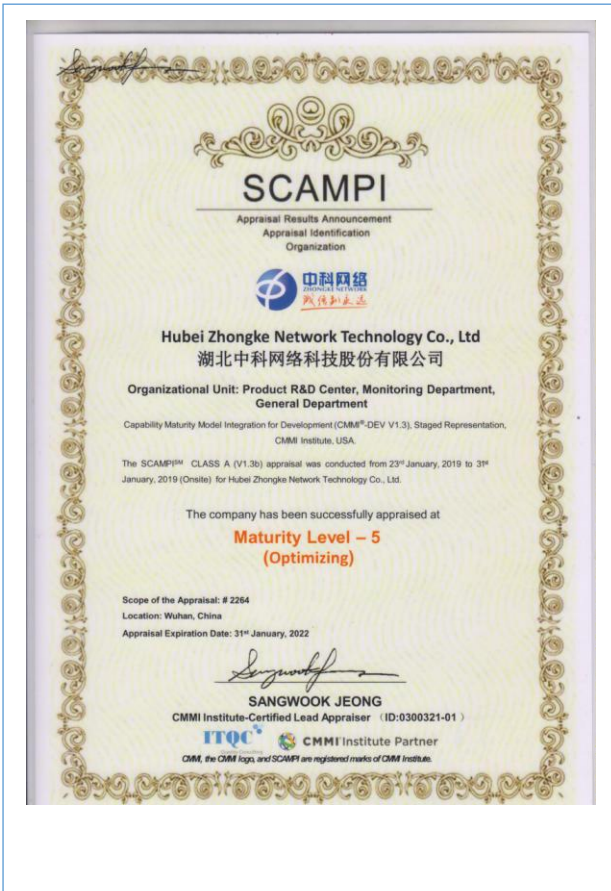 SCAMPI
Appraisal Results Announcement
Appraisal Identification
Organization
中科网络
ZHONGKE NETWORK
诚信到永远
Hubei Zhongke Network Technology Co., Ltd
湖北中科网络科技股份有限公司
Organizational Unit: Product R&D Center, Monitoring Department,
General Department
Capability Maturity Model Integration for Development (CMMI®-DEV V1.3), Staged Representation,
CMMI Institute, USA.
The SCAMPI℠ CLASS A (V1.3b) appraisal was conducted from 23rd January, 2019 to 31st
January, 2019 (Onsite) for Hubei Zhongke Network Technology Co., Ltd.
The company has been successfully appraised at
Maturity Level – 5
(Optimizing)
Scope of the Appraisal: # 2264
Location: Wuhan, China
Appraisal Expiration Date: 31st January, 2022
SANGWOOK JEONG
CMMI Institute-Certified Lead Appraiser （ID:0300321-01 ）
ITQC
CMMI Institute Partner
CMMI, the CMMI logo, and SCAMPI are registered marks of CMMI Institute.